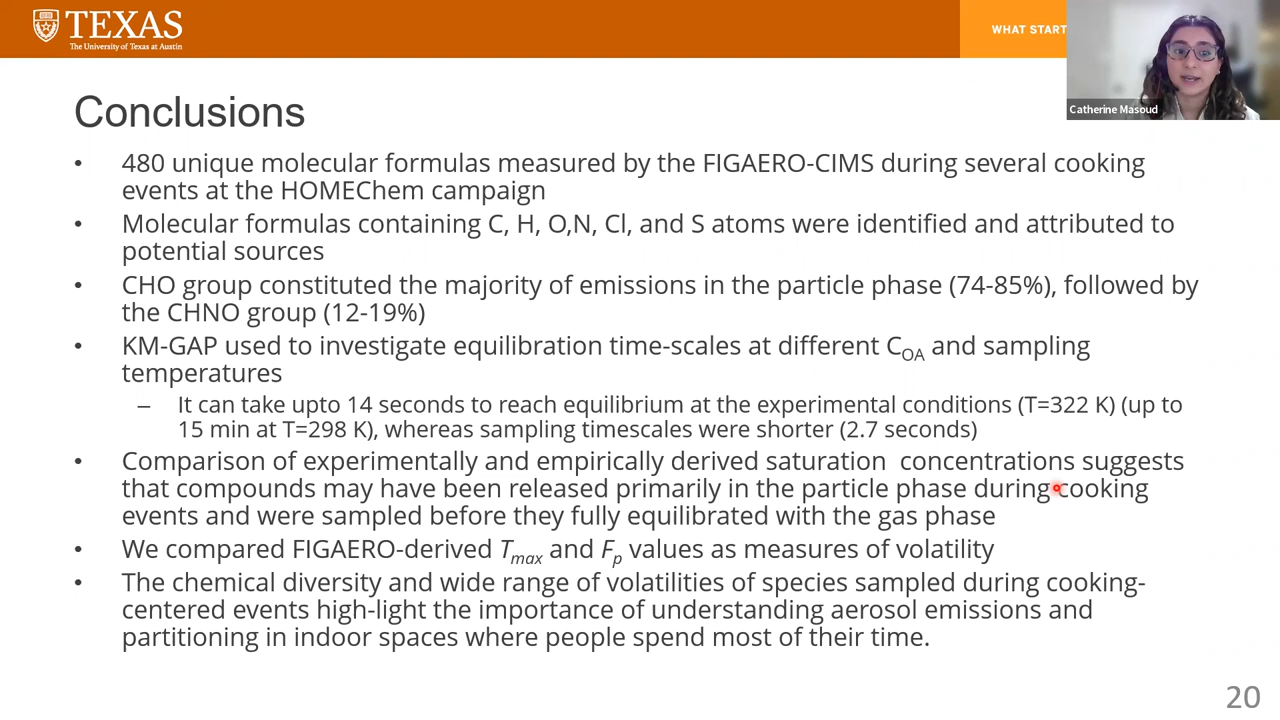 TEXAS
The University of Texas at Austin
WHAT START
Catherine Masoud
Conclusions
• 480 unique molecular formulas measured by the FIGAERO-CIMS during several cooking
events at the HOMEChem campaign
• Molecular formulas containing C, H, O,N, Cl, and S atoms were identified and attributed to
potential sources
• CHO group constituted the majority of emissions in the particle phase (74-85%), followed by
the CHNO group (12-19%)
• KM-GAP used to investigate equilibration time-scales at different COA and sampling
temperatures
– It can take upto 14 seconds to reach equilibrium at the experimental conditions (T=322 K) (up to
15 min at T=298 K), whereas sampling timescales were shorter (2.7 seconds)
• Comparison of experimentally and empirically derived saturation concentrations suggests
that compounds may have been released primarily in the particle phase during cooking
events and were sampled before they fully equilibrated with the gas phase
• We compared FIGAERO-derived Tmax and Fp values as measures of volatility
• The chemical diversity and wide range of volatilities of species sampled during cooking-
centered events high-light the importance of understanding aerosol emissions and
partitioning in indoor spaces where people spend most of their time.
20